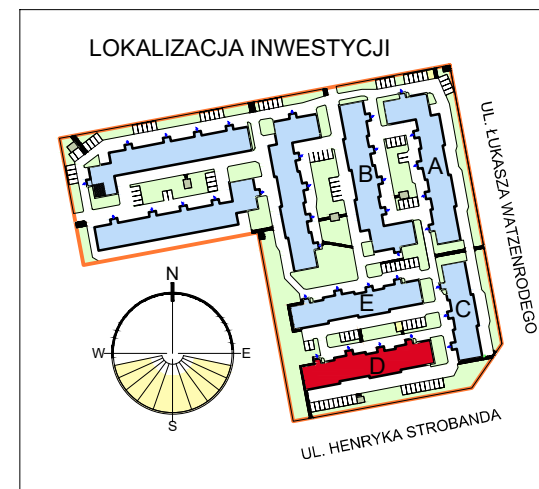 LOKALIZACJA INWESTYCJI
UL. ŁUKASZA WATZENRODEGO
A
B
C
E
D
N
W
E
S
UL. HENRYKA STROBANDA